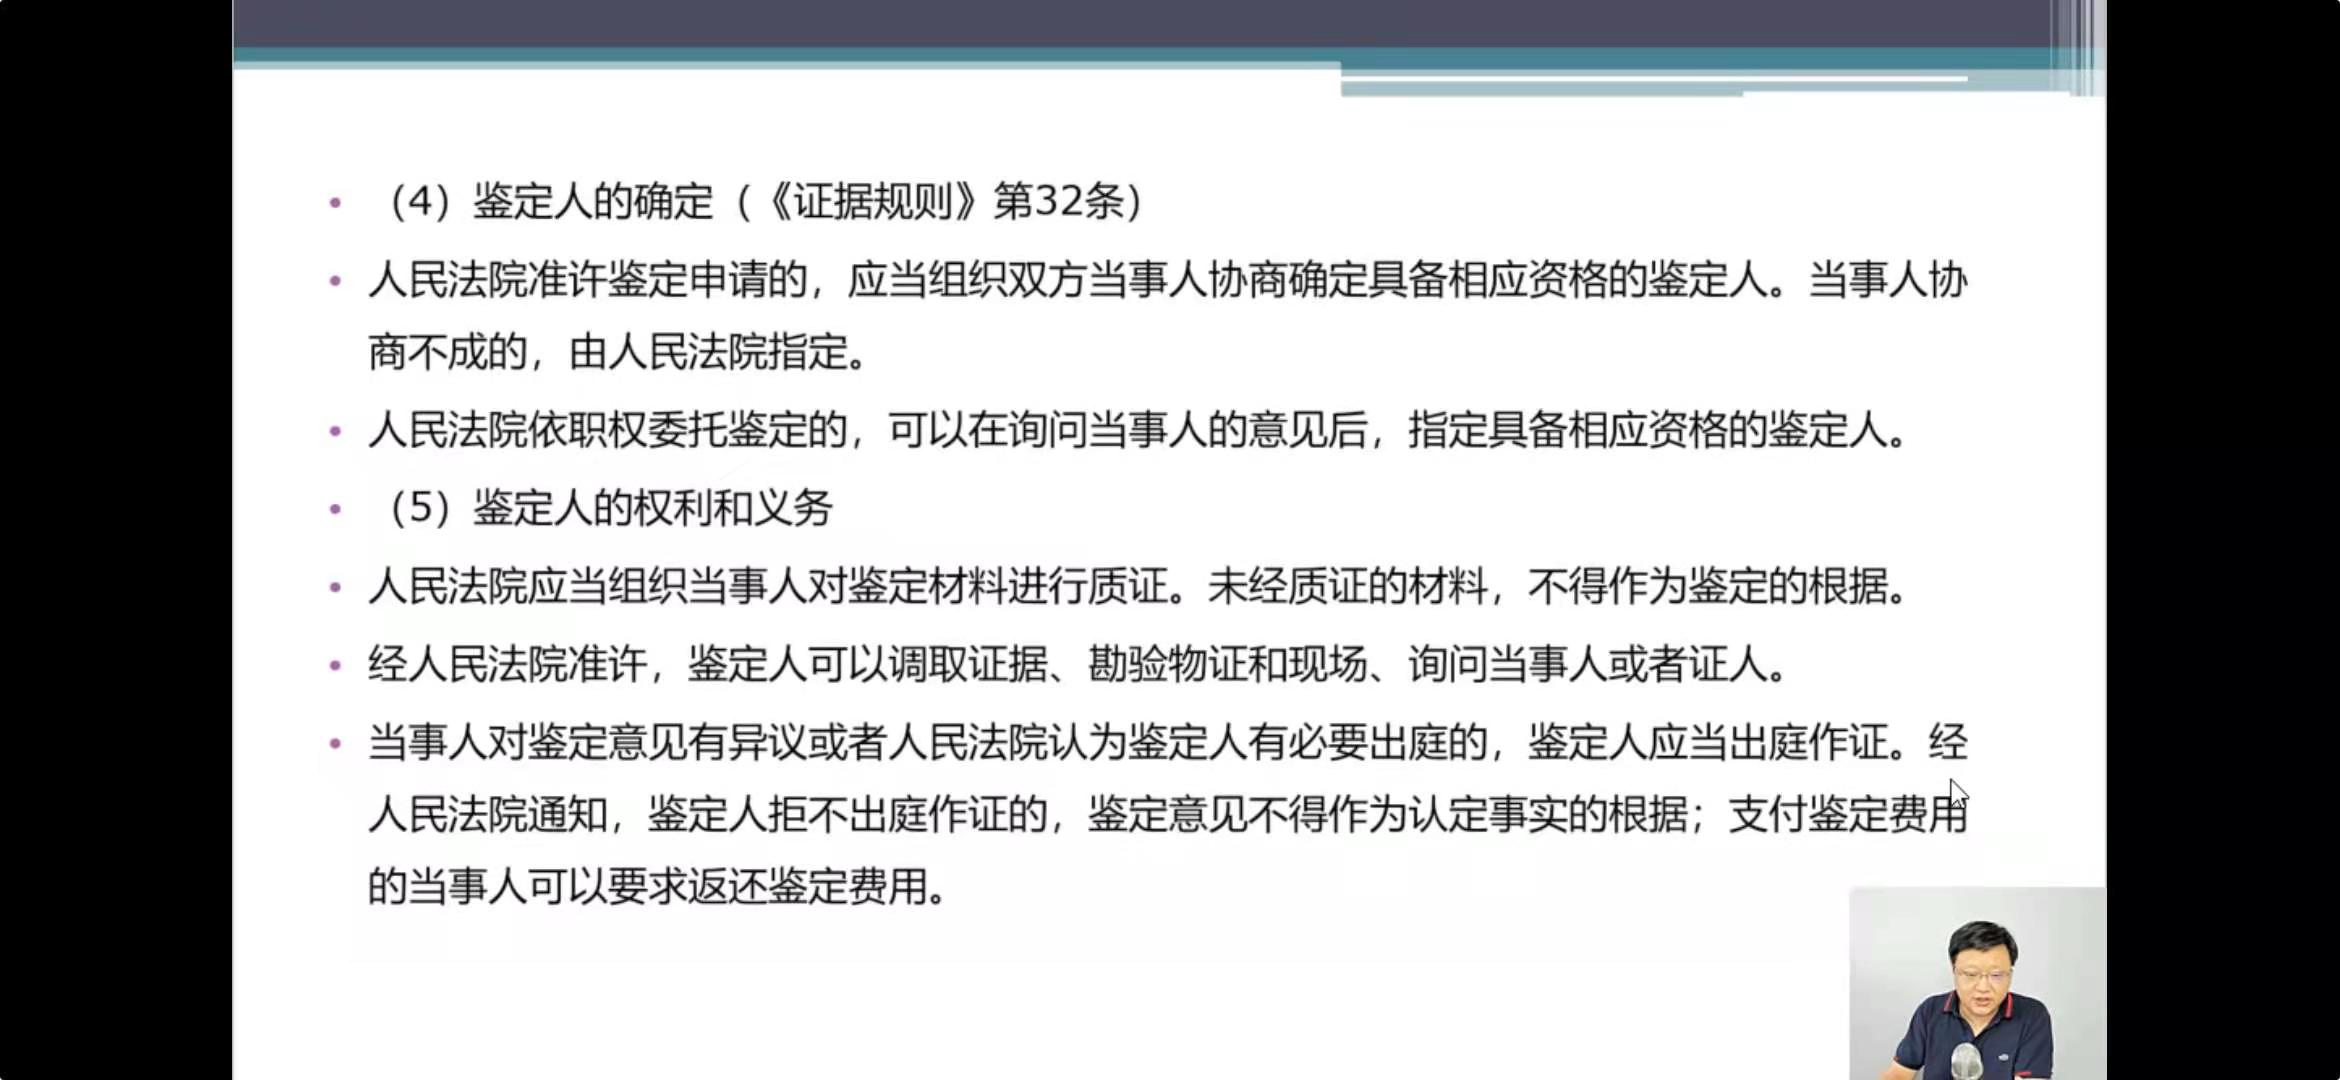 • （4）鉴定人的确定（《证据规则》第32条）
• 人民法院准许鉴定申请的，应当组织双方当事人协商确定具备相应资格的鉴定人。当事人协
商不成的，由人民法院指定。
• 人民法院依职权委托鉴定的，可以在询问当事人的意见后，指定具备相应资格的鉴定人。
• （5）鉴定人的权利和义务
• 人民法院应当组织当事人对鉴定材料进行质证。未经质证的材料，不得作为鉴定的根据。
• 经人民法院准许，鉴定人可以调取证据、勘验物证和现场、询问当事人或者证人。
• 当事人对鉴定意见有异议或者人民法院认为鉴定人有必要出庭的，鉴定人应当出庭作证。经
人民法院通知，鉴定人拒不出庭作证的，鉴定意见不得作为认定事实的根据；支付鉴定费用
的当事人可以要求返还鉴定费用。